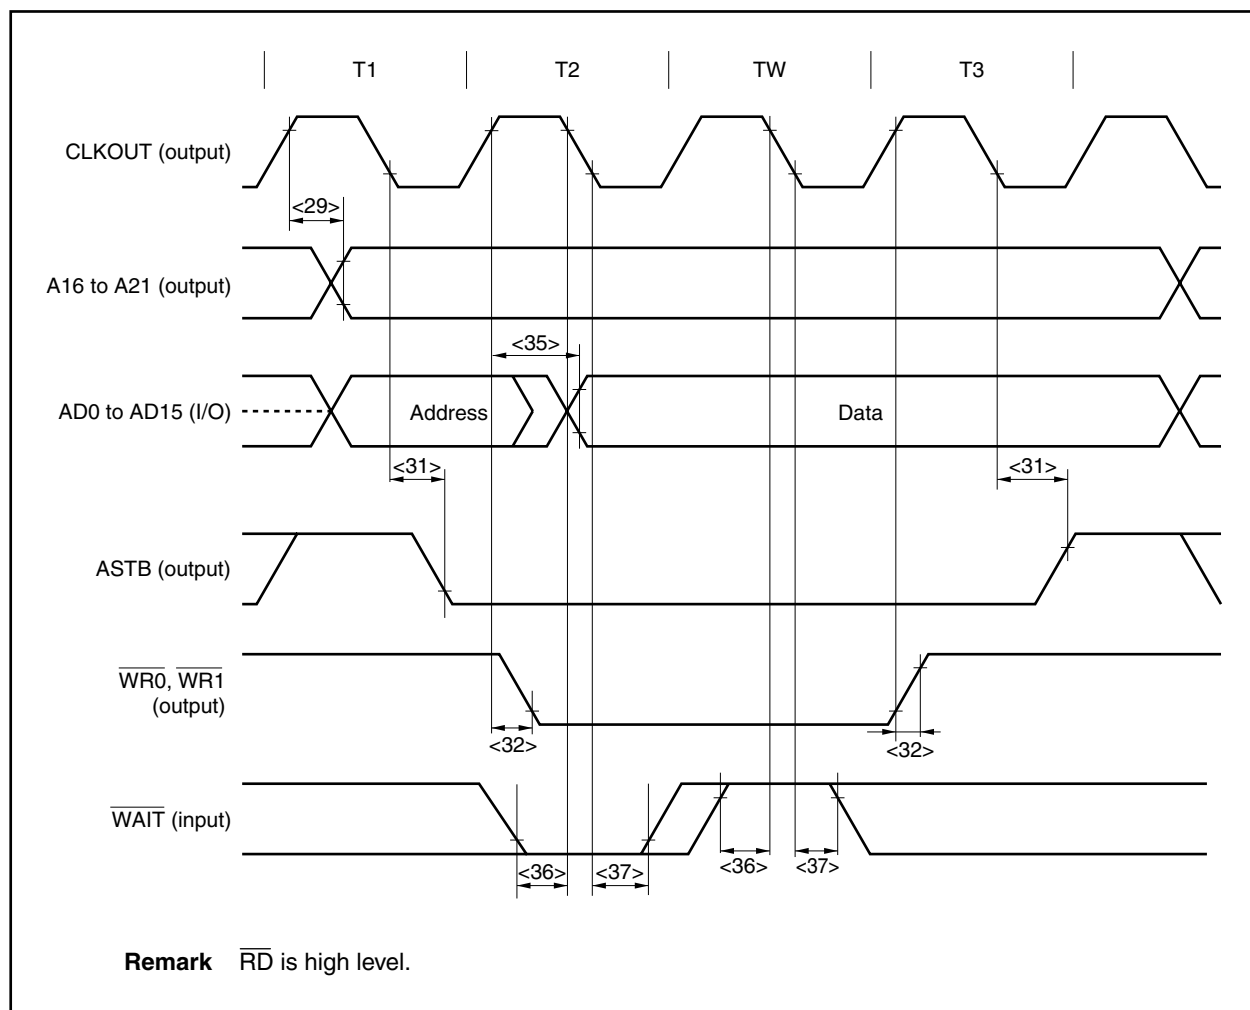 T1 T2 TW T3
CLKOUT (output)
<29>
A16 to A21 (output)
<35>
AD0 to AD15 (I/O) Address Data
<31> <31>
ASTB (output)
WR0, WR1
(output)
<32> <32>
WAIT (input)
<36> <37> <36> <37>
Remark RD is high level.